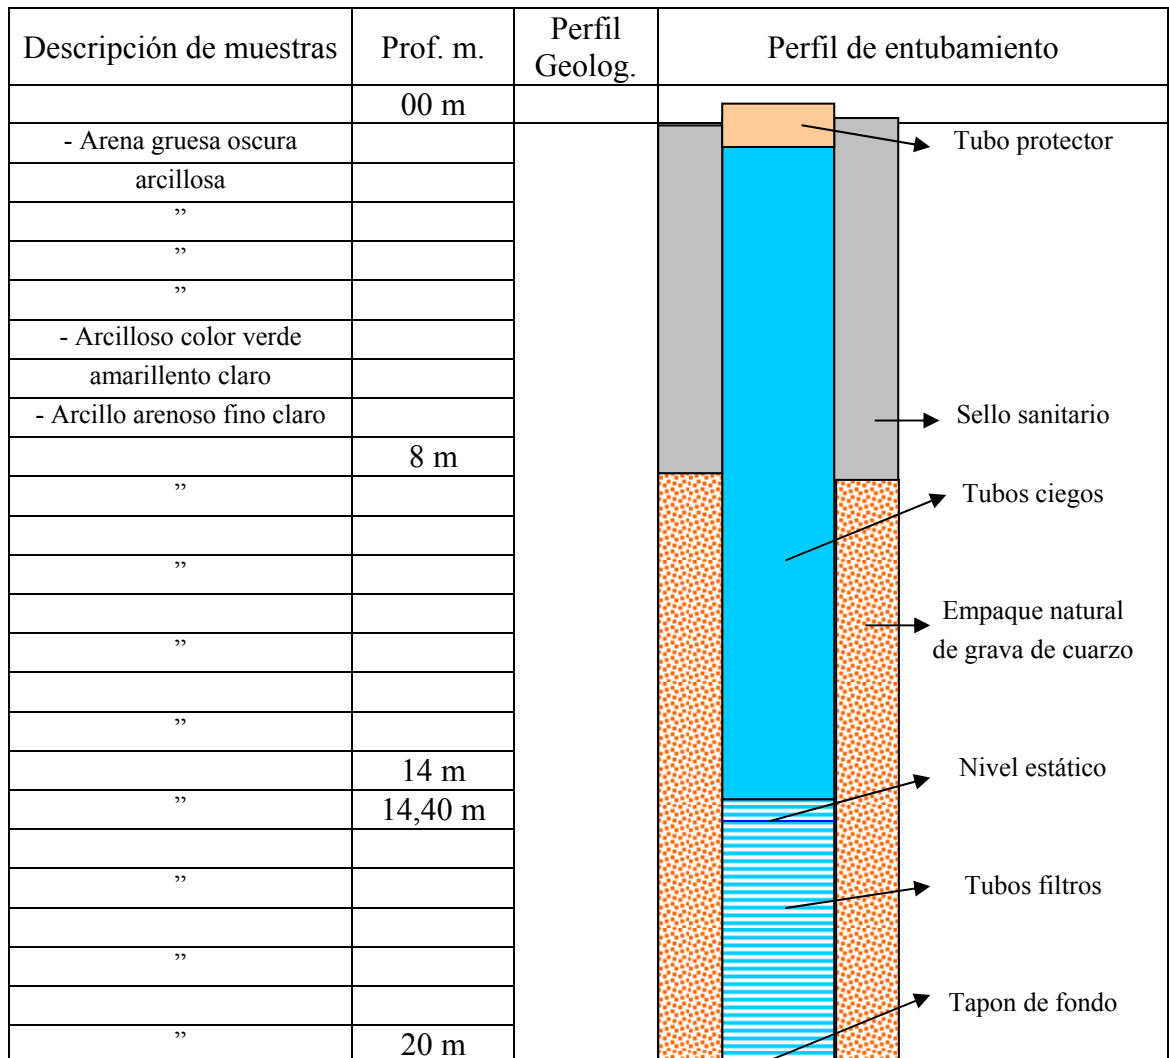 Descripción de muestras Prof. m. Perfil Geolog. Perfil de entubamiento
00 m
- Arena gruesa oscura Tubo protector
arcillosa
”
”
”
- Arcilloso color verde
amarillento claro
- Arcillo arenoso fino claro Sello sanitario
8 m
” Tubos ciegos
”
Empaque natural
” de grava de cuarzo
”
14 m Nivel estático
” 14,40 m
” Tubos filtros
”
Tapon de fondo
” 20 m